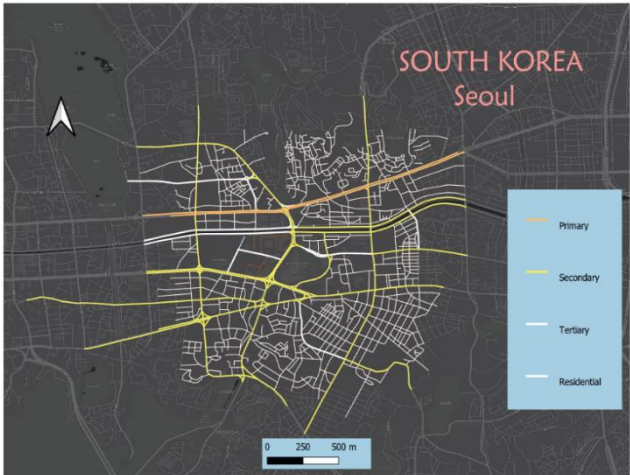 SOUTH KOREA
Seoul
Primary
Secondary
Tertiary
Residential
0 250 500 m